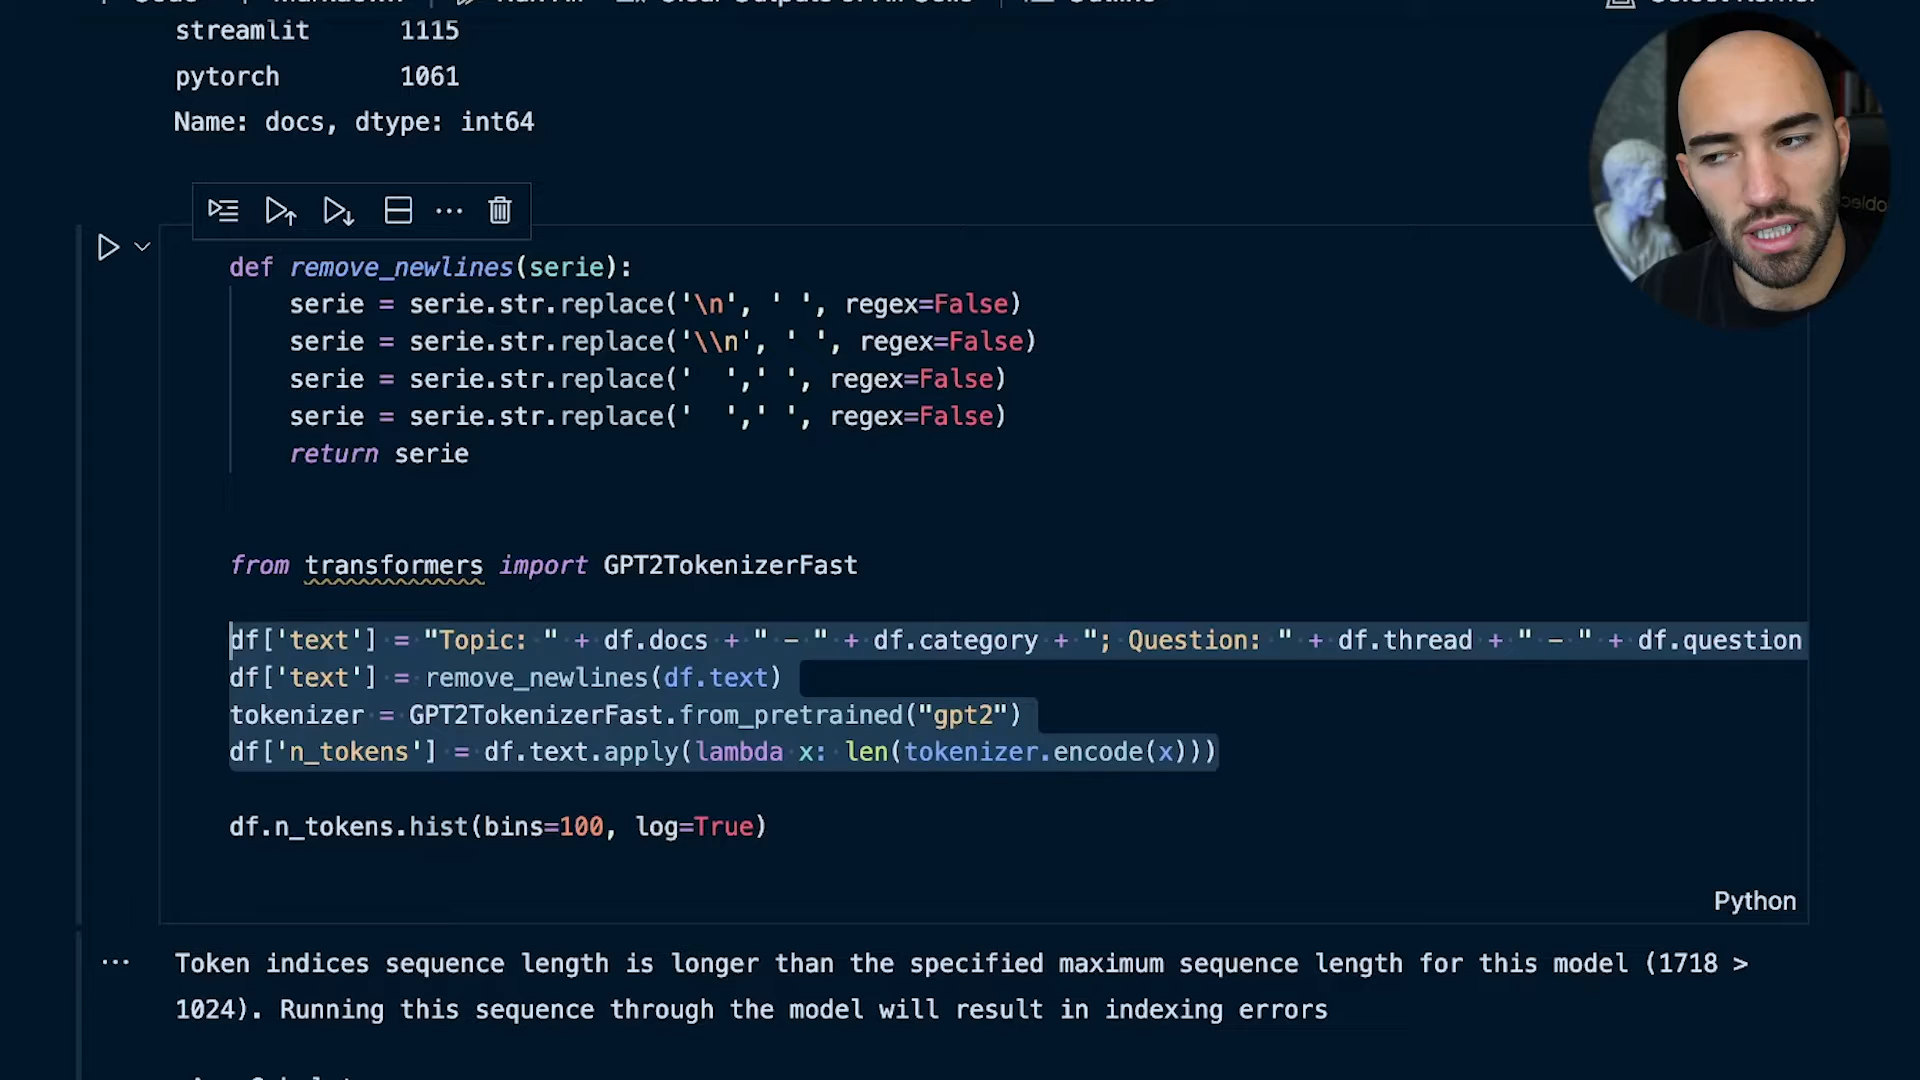 streamlit 1115
pytorch 1061
Name: docs, dtype: int64
def remove_newlines(serie):
serie = serie.str.replace('\n', ' ', regex=False)
serie = serie.str.replace('\\n', ' ', regex=False)
serie = serie.str.replace('  ',' ', regex=False)
serie = serie.str.replace('  ',' ', regex=False)
return serie
from transformers import GPT2TokenizerFast
df['text'] = "Topic: " + df.docs + " - " + df.category + "; Question: " + df.thread + " - " + df.question
df['text'] = remove_newlines(df.text)
tokenizer = GPT2TokenizerFast.from_pretrained("gpt2")
df['n_tokens'] = df.text.apply(lambda x: len(tokenizer.encode(x)))
df.n_tokens.hist(bins=100, log=True)
Python
Token indices sequence length is longer than the specified maximum sequence length for this model (1718 >
1024). Running this sequence through the model will result in indexing errors